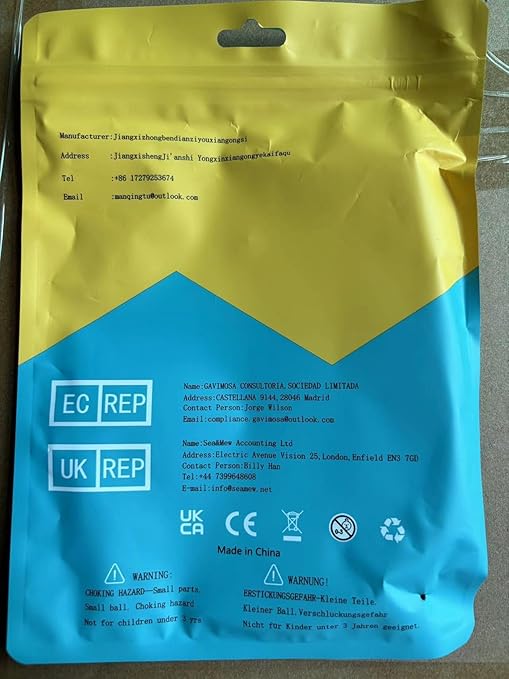 Manufacturer:Jiangxizhongbendianziyouxiangongsi
Address :JiangxishengJi'anshi Yongxinxiangongyekaifaqu
Tel :+86 17279253674
Email :manqingtu@outlook.com
EC REP
Name:GAVIMOSA CONSULTORIA, SOCIEDAD LIMITADA
Address:CASTELLANA 9144,28046 Madrid
Contact Person:Jorge Wilson
Email:compliance.gavimosa@outlook.com
UK REP
Name:Sea&Mew Accounting Ltd
Address:Electric Avenue Vision 25,London,Enfield EN3 7GD
Contact Person:Billy Han
Tel:+44 7399648608
E-mail:info@seamew.net
UK
CA
CE
0-3
Made in China
WARNING:
CHOKING HAZARD--Small parts.
Small ball. Choking hazard
Not for children under 3 yrs
WARNUNG!
ERSTICKUNGSGEFAHR-Kleine Teile.
Kleiner Ball.Verschluckungsgefahr
Nicht für Kinder unter 3 Jahren geeignet.